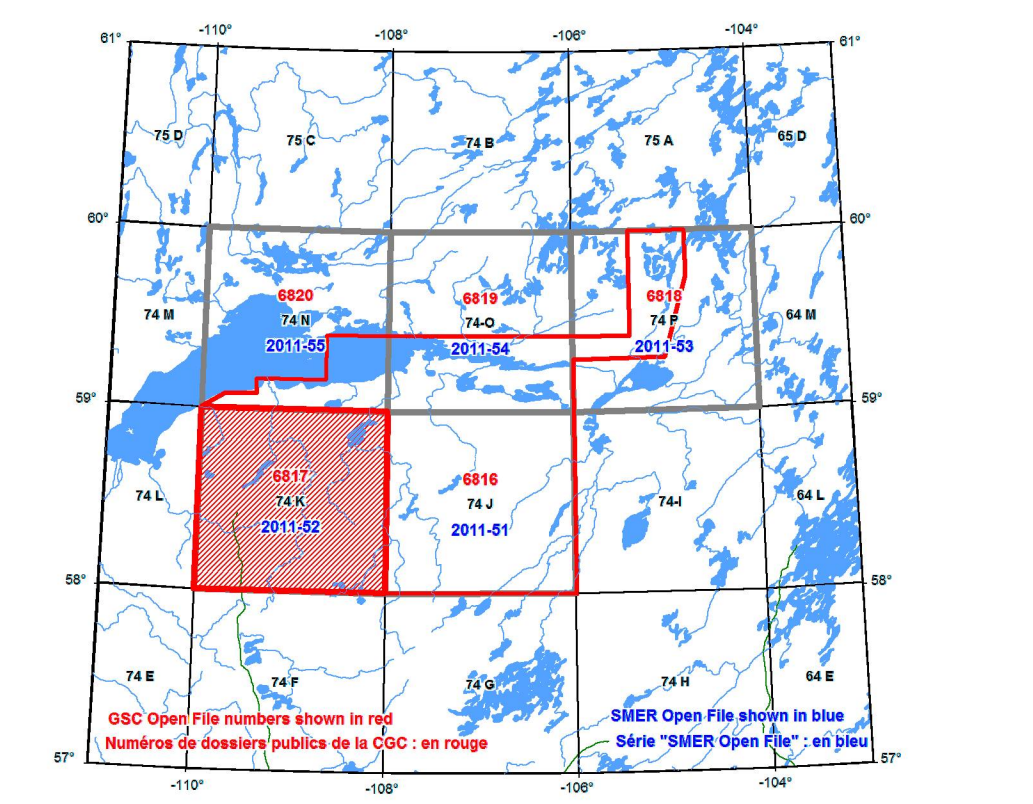 -110° -108° -106° -104°
61° 61°
75 D 75 C 74 B 75 A 65 D
60° 60°
6820 6819 6818
74 M 74 N 74-O 74 P 64 M
2011-55 2011-54 2011-53
59° 59°
6817 6816
74 L 74 K 74 J 74-I 64 L
2011-52 2011-51
58° 58°
74 E 74 F 74 G 74 H 64 E
GSC Open File numbers shown in red
Numéros de dossiers publics de la CGC : en rouge
SMER Open File shown in blue
Série "SMER Open File" : en bleu
57° 57°
-110° -108° -106° -104°